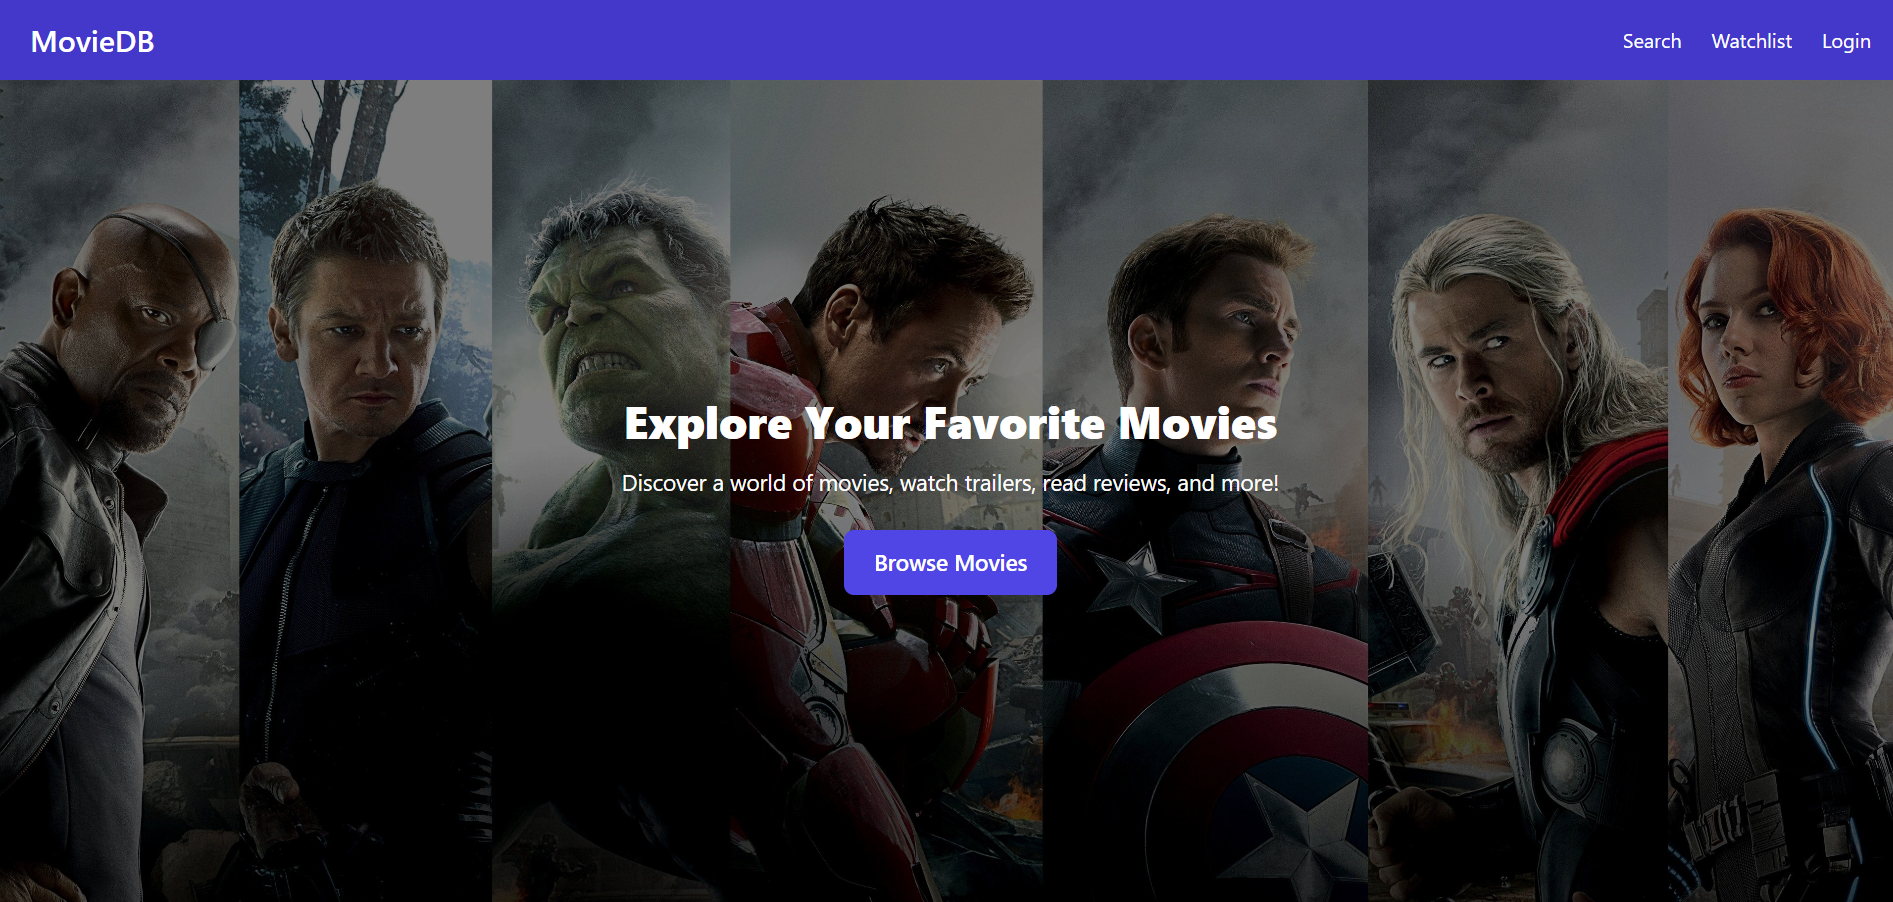 MovieDB
Search Watchlist Login
Explore Your Favorite Movies
Discover a world of movies, watch trailers, read reviews, and more!
Browse Movies